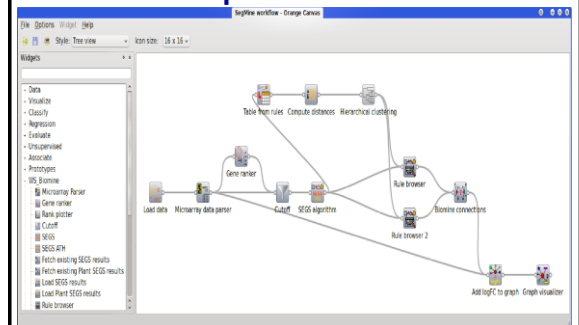 SegMine workflow - Orange Canvas
File Options Widget Help
Style: Tree view Icon size: 16 x 16
Widgets
Data
Visualize
Classify
Regression
Evaluate
Unsupervised
Associate
Prototypes
WS_Biomine
Microarray Parser
Gene ranker
Rank plotter
Cutoff
SEGS
SEGS ATH
Fetch existing SEGS results
Fetch existing Plant SEGS results
Load SEGS results
Load Plant SEGS results
Rule browser
Table from rules Compute distances Hierarchical clustering
Gene ranker
Rule browser
Load data Microarray data parser Cutoff SEGS algorithm Biomine connections
Rule browser 2
Add logFC to graph Graph visualizer